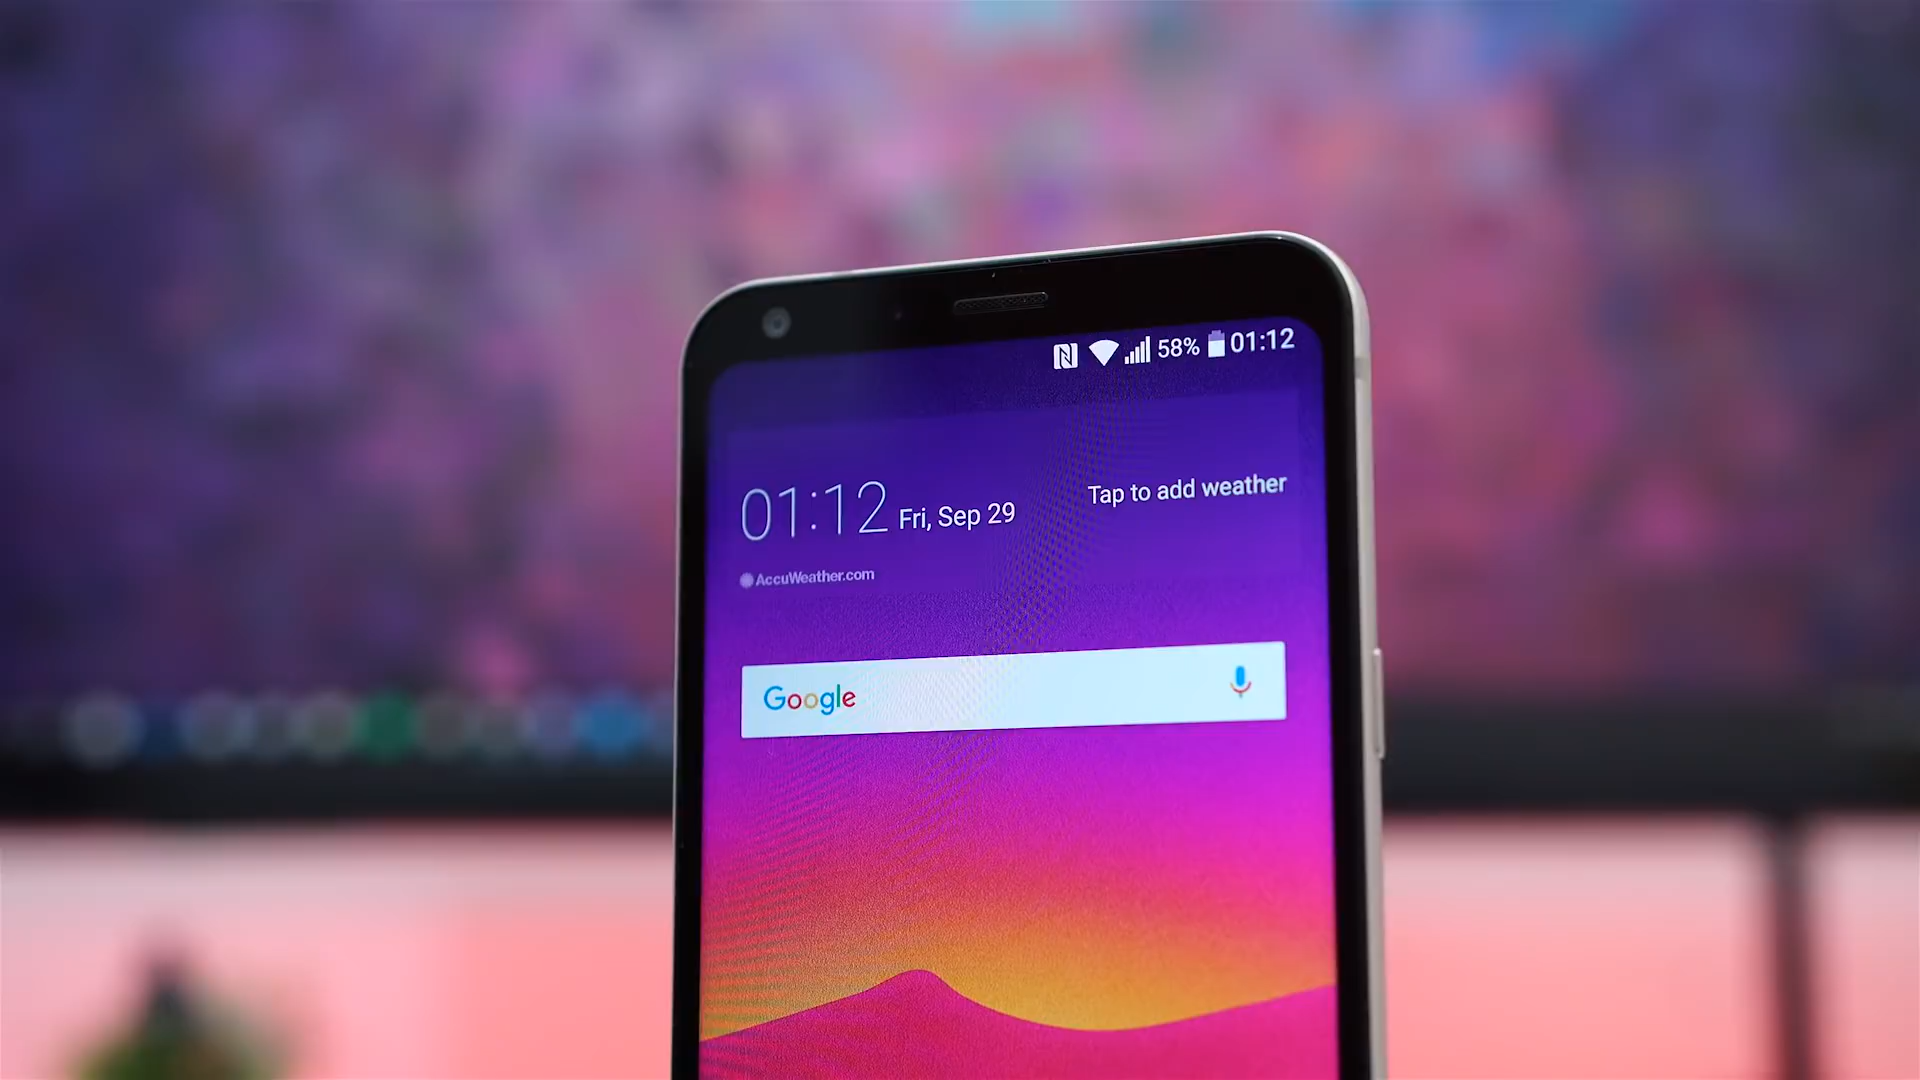 58% 01:12
01:12 Fri, Sep 29
Tap to add weather
AccuWeather.com
Google